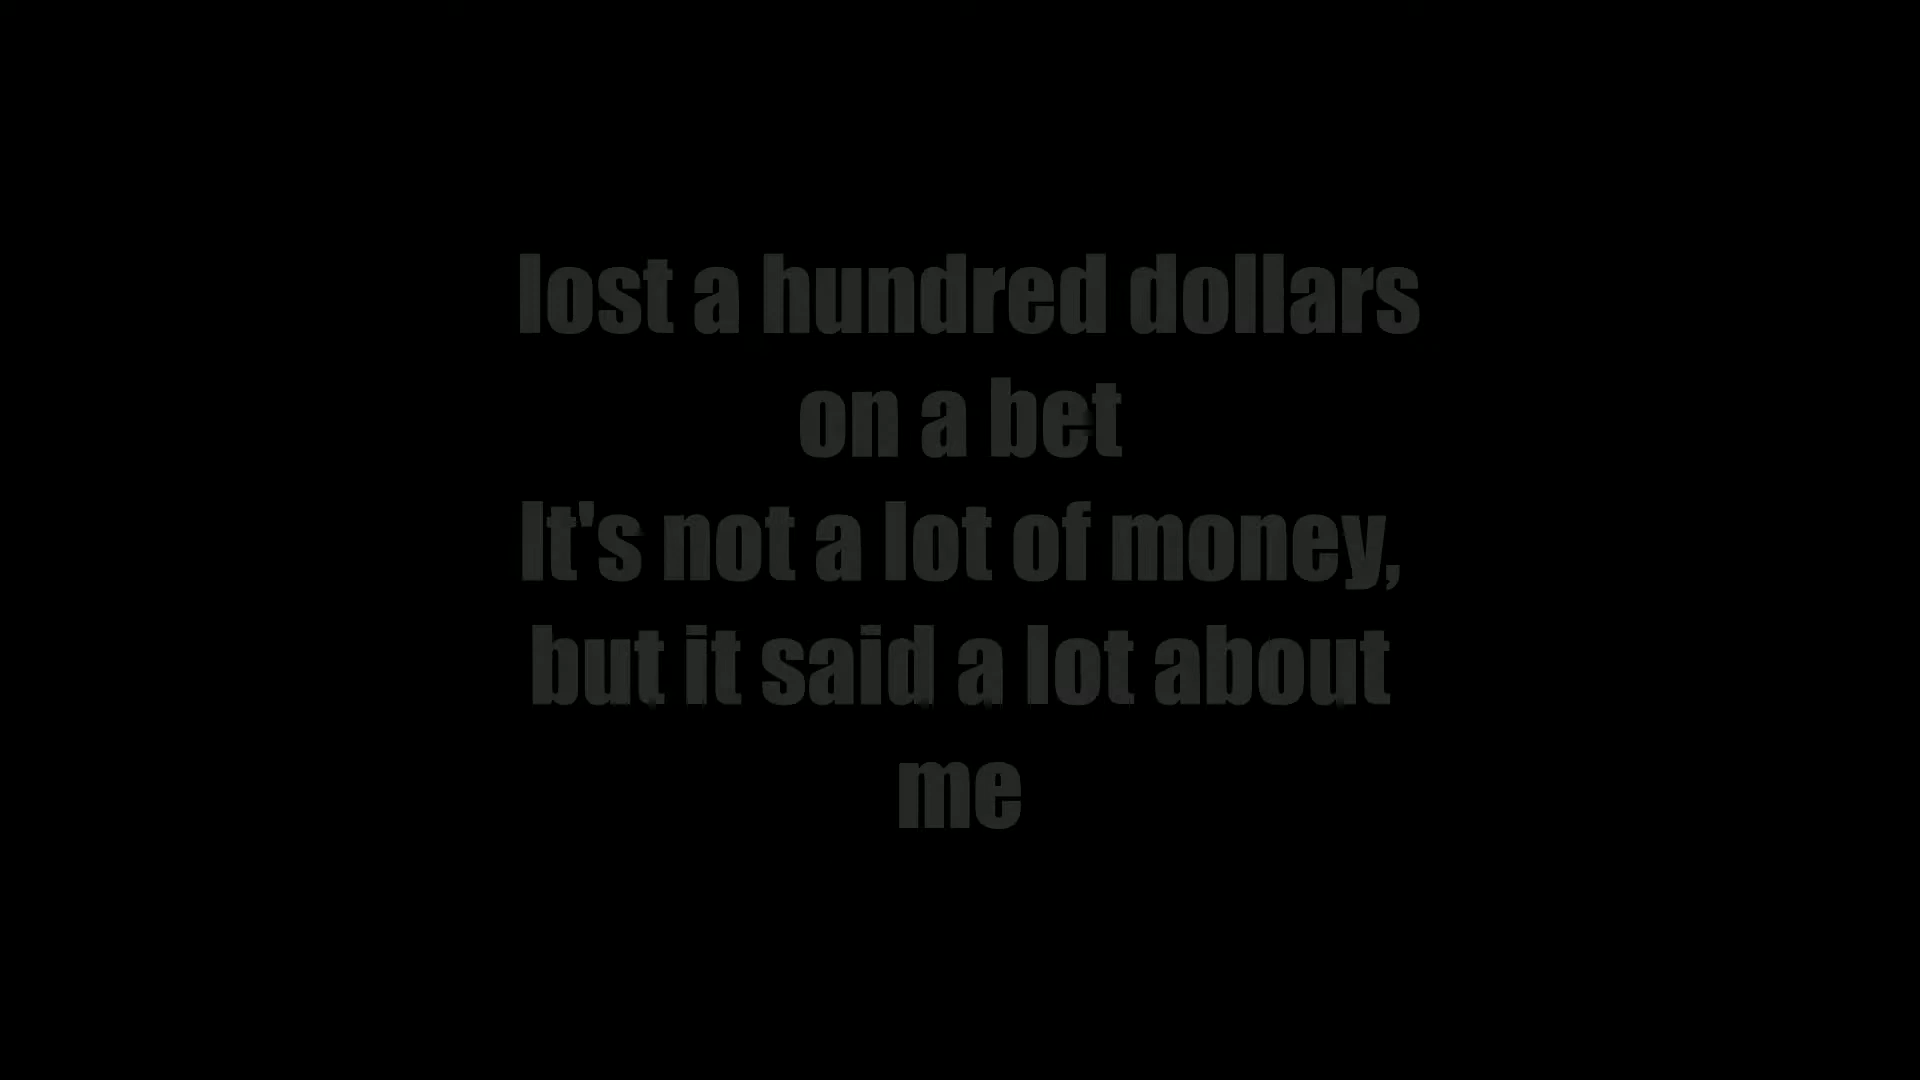 lost a hundred dollars
on a bet
It's not a lot of money,
but it said a lot about
me